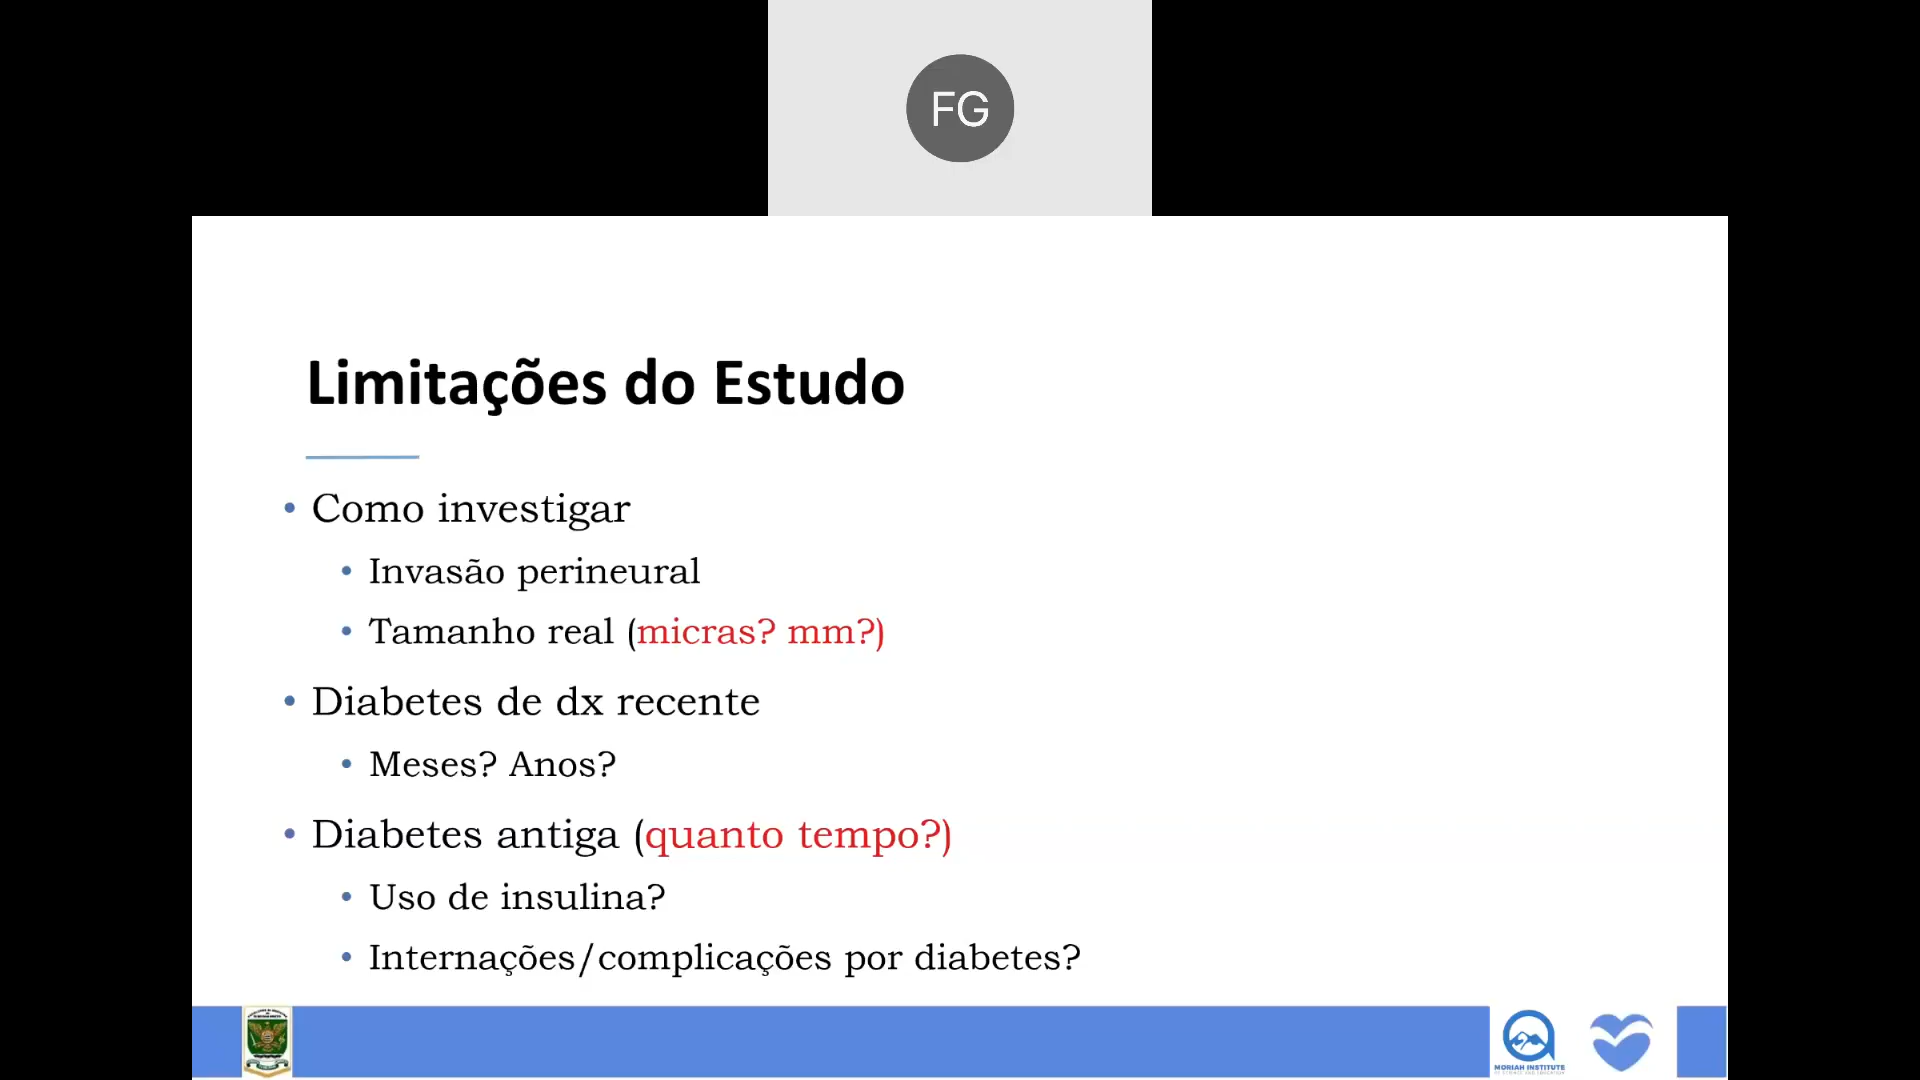 FG
Limitações do Estudo
• Como investigar
• Invasão perineural
• Tamanho real (micras? mm?)
• Diabetes de dx recente
• Meses? Anos?
• Diabetes antiga (quanto tempo?)
• Uso de insulina?
• Internações/complicações por diabetes?
MORIAH INSTITUTE